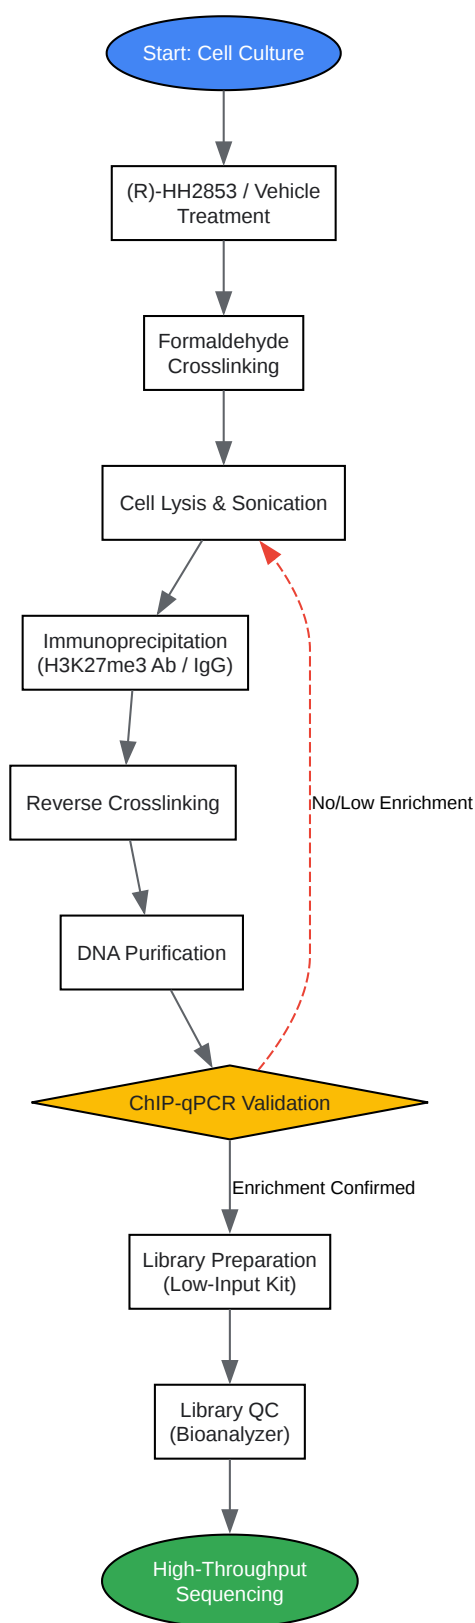 Start: Cell Culture
(R)-HH2853 / Vehicle
Treatment
Formaldehyde
Crosslinking
Cell Lysis & Sonication
Immunoprecipitation
(H3K27me3 Ab / IgG)
Reverse Crosslinking
No/Low Enrichment
DNA Purification
ChIP-qPCR Validation
Enrichment Confirmed
Library Preparation
(Low-Input Kit)
Library QC
(Bioanalyzer)
High-Throughput
Sequencing